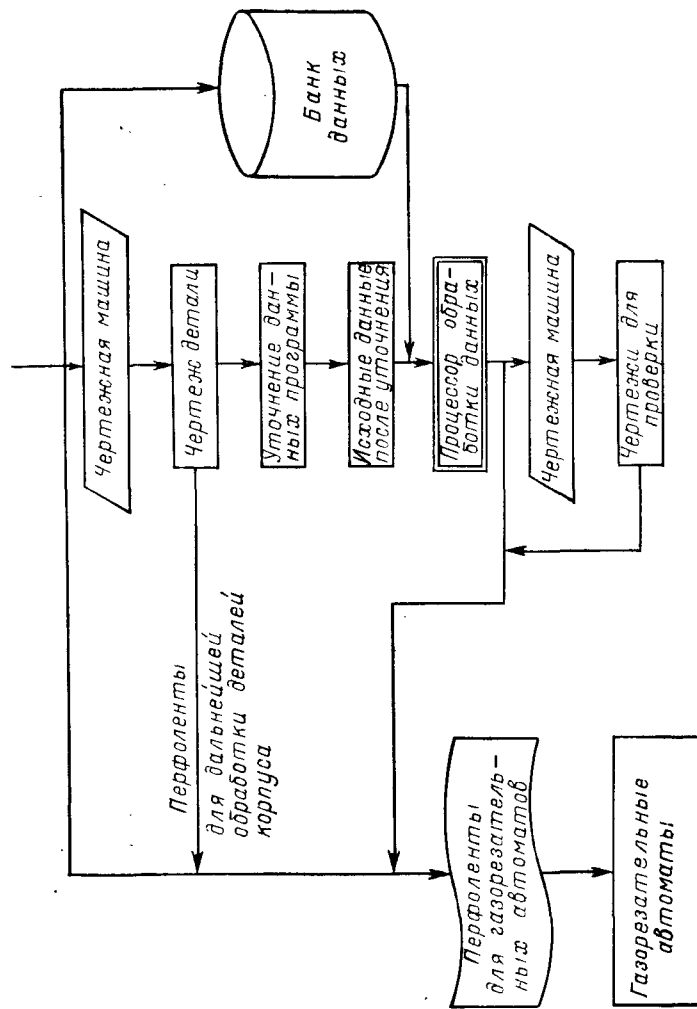 Чертежная машина
Чертеж детали
Уточнение дан-
ных программы
Исходные данные
после уточнения
Процессор обра-
ботки данных
Чертежная машина
Чертежи для
проверки
Банк
данных
Перфоленты
для дальнейшей
обработки деталей
корпуса
Перфоленты
для газорезатель-
ных автоматов
Газорезательные
автоматы